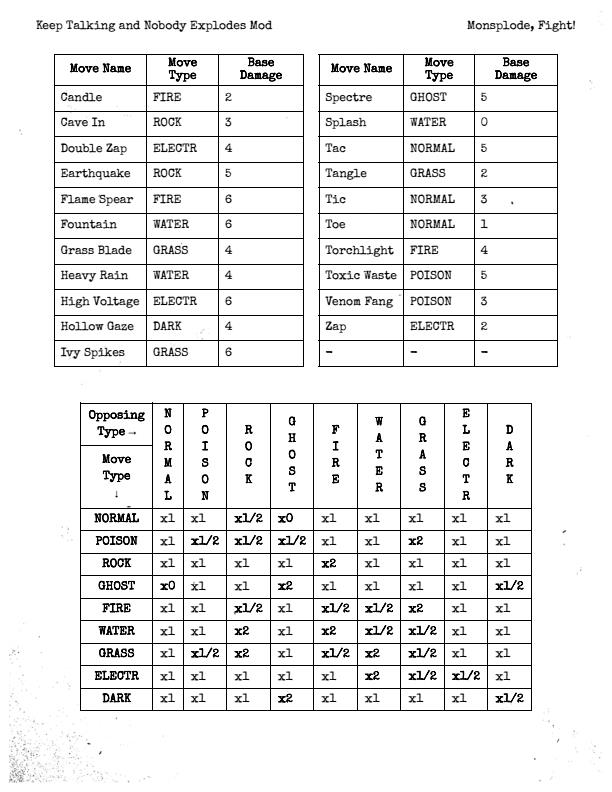 Keep Talking and Nobody Explodes Mod Monsplode, Fight!
Move Name Move Type Base Damage
Candle FIRE 2
Cave In ROCK 3
Double Zap ELECTR 4
Earthquake ROCK 5
Flame Spear FIRE 6
Fountain WATER 6
Grass Blade GRASS 4
Heavy Rain WATER 4
High Voltage ELECTR 6
Hollow Gaze DARK 4
Ivy Spikes GRASS 6
Move Name Move Type Base Damage
Spectre GHOST 5
Splash WATER 0
Tac NORMAL 5
Tangle GRASS 2
Tic NORMAL 3
Toe NORMAL 1
Torchlight FIRE 4
Toxic Waste POISON 5
Venom Fang POISON 3
Zap ELECTR 2
– – –
Opposing Type → NORMAL POISON ROCK GHOST FIRE WATER GRASS ELECTR DARK
Move Type ↓
NORMAL x1 x1 x1/2 x0 x1 x1 x1 x1 x1
POISON x1 x1/2 x1/2 x1/2 x1 x1 x2 x1 x1
ROCK x1 x1 x1 x1 x2 x1 x1 x1 x1
GHOST x0 x1 x1 x2 x1 x1 x1 x1 x1/2
FIRE x1 x1 x1/2 x1 x1/2 x1/2 x2 x1 x1
WATER x1 x1 x2 x1 x2 x1/2 x1/2 x1 x1
GRASS x1 x1/2 x2 x1 x1/2 x2 x1/2 x1 x1
ELECTR x1 x1 x1 x1 x1 x2 x1/2 x1/2 x1
DARK x1 x1 x1 x2 x1 x1 x1 x1 x1/2